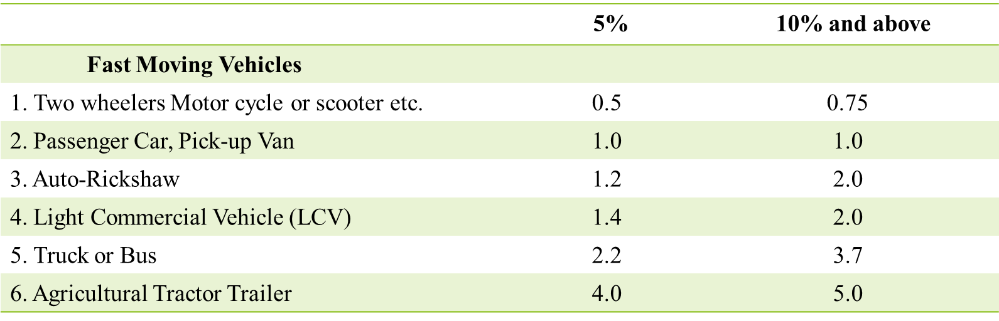 5% 10% and above
Fast Moving Vehicles
1. Two wheelers Motor cycle or scooter etc. 0.5 0.75
2. Passenger Car, Pick-up Van 1.0 1.0
3. Auto-Rickshaw 1.2 2.0
4. Light Commercial Vehicle (LCV) 1.4 2.0
5. Truck or Bus 2.2 3.7
6. Agricultural Tractor Trailer 4.0 5.0